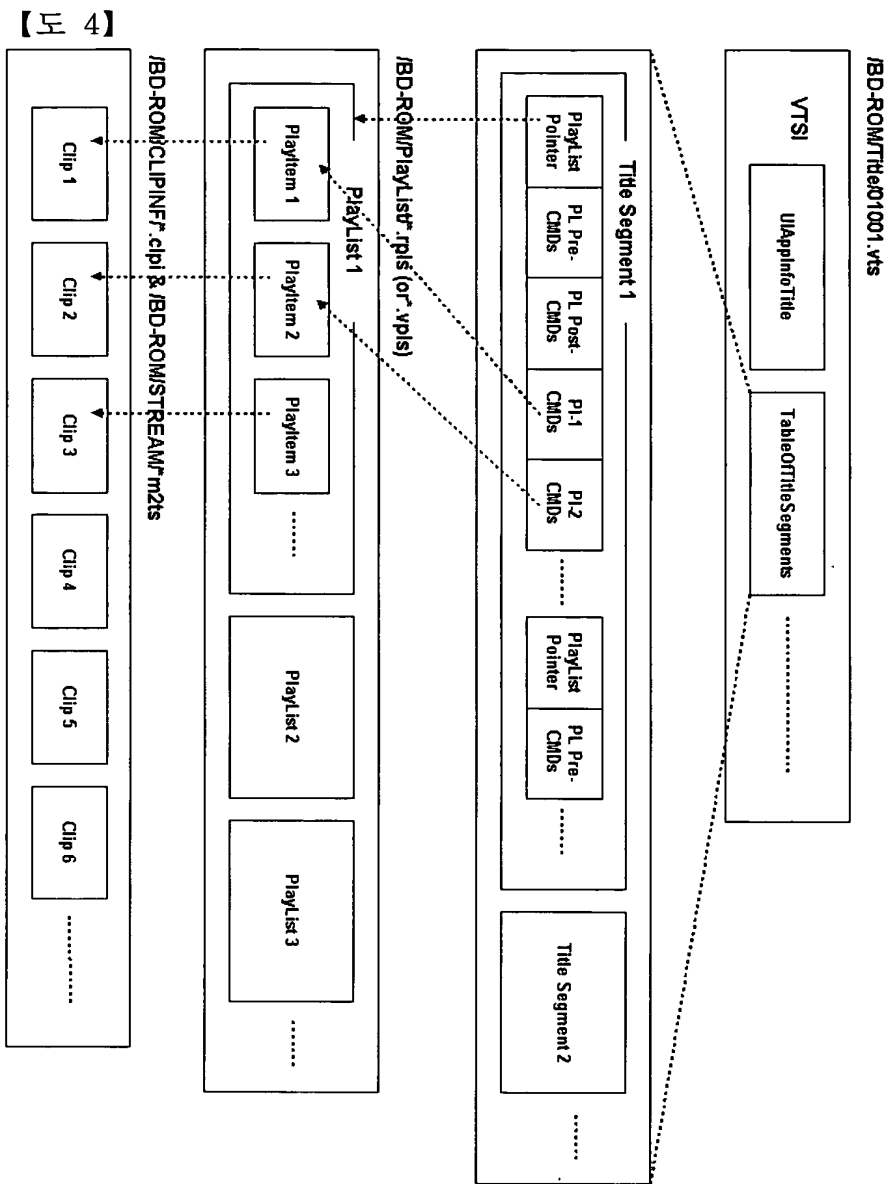 【도 4】
/BD-ROM/Title/01001.vts
VTSI
UIAppInfoTitle
TableOfTitleSegments
Title Segment 1
PlayList
Pointer
PL Pre-
CMDs
PL Post-
CMDs
PI-1
CMDs
PI-2
CMDs
PlayList
Pointer
PL Pre-
CMDs
Title Segment 2
/BD-ROM/PlayList/*.rpls (or *.vpls)
PlayList 1
PlayItem 1
PlayItem 2
PlayItem 3
PlayList 2
PlayList 3
/BD-ROM/CLIPINF/*.clpi & /BD-ROM/STREAM/*m2ts
Clip 1
Clip 2
Clip 3
Clip 4
Clip 5
Clip 6